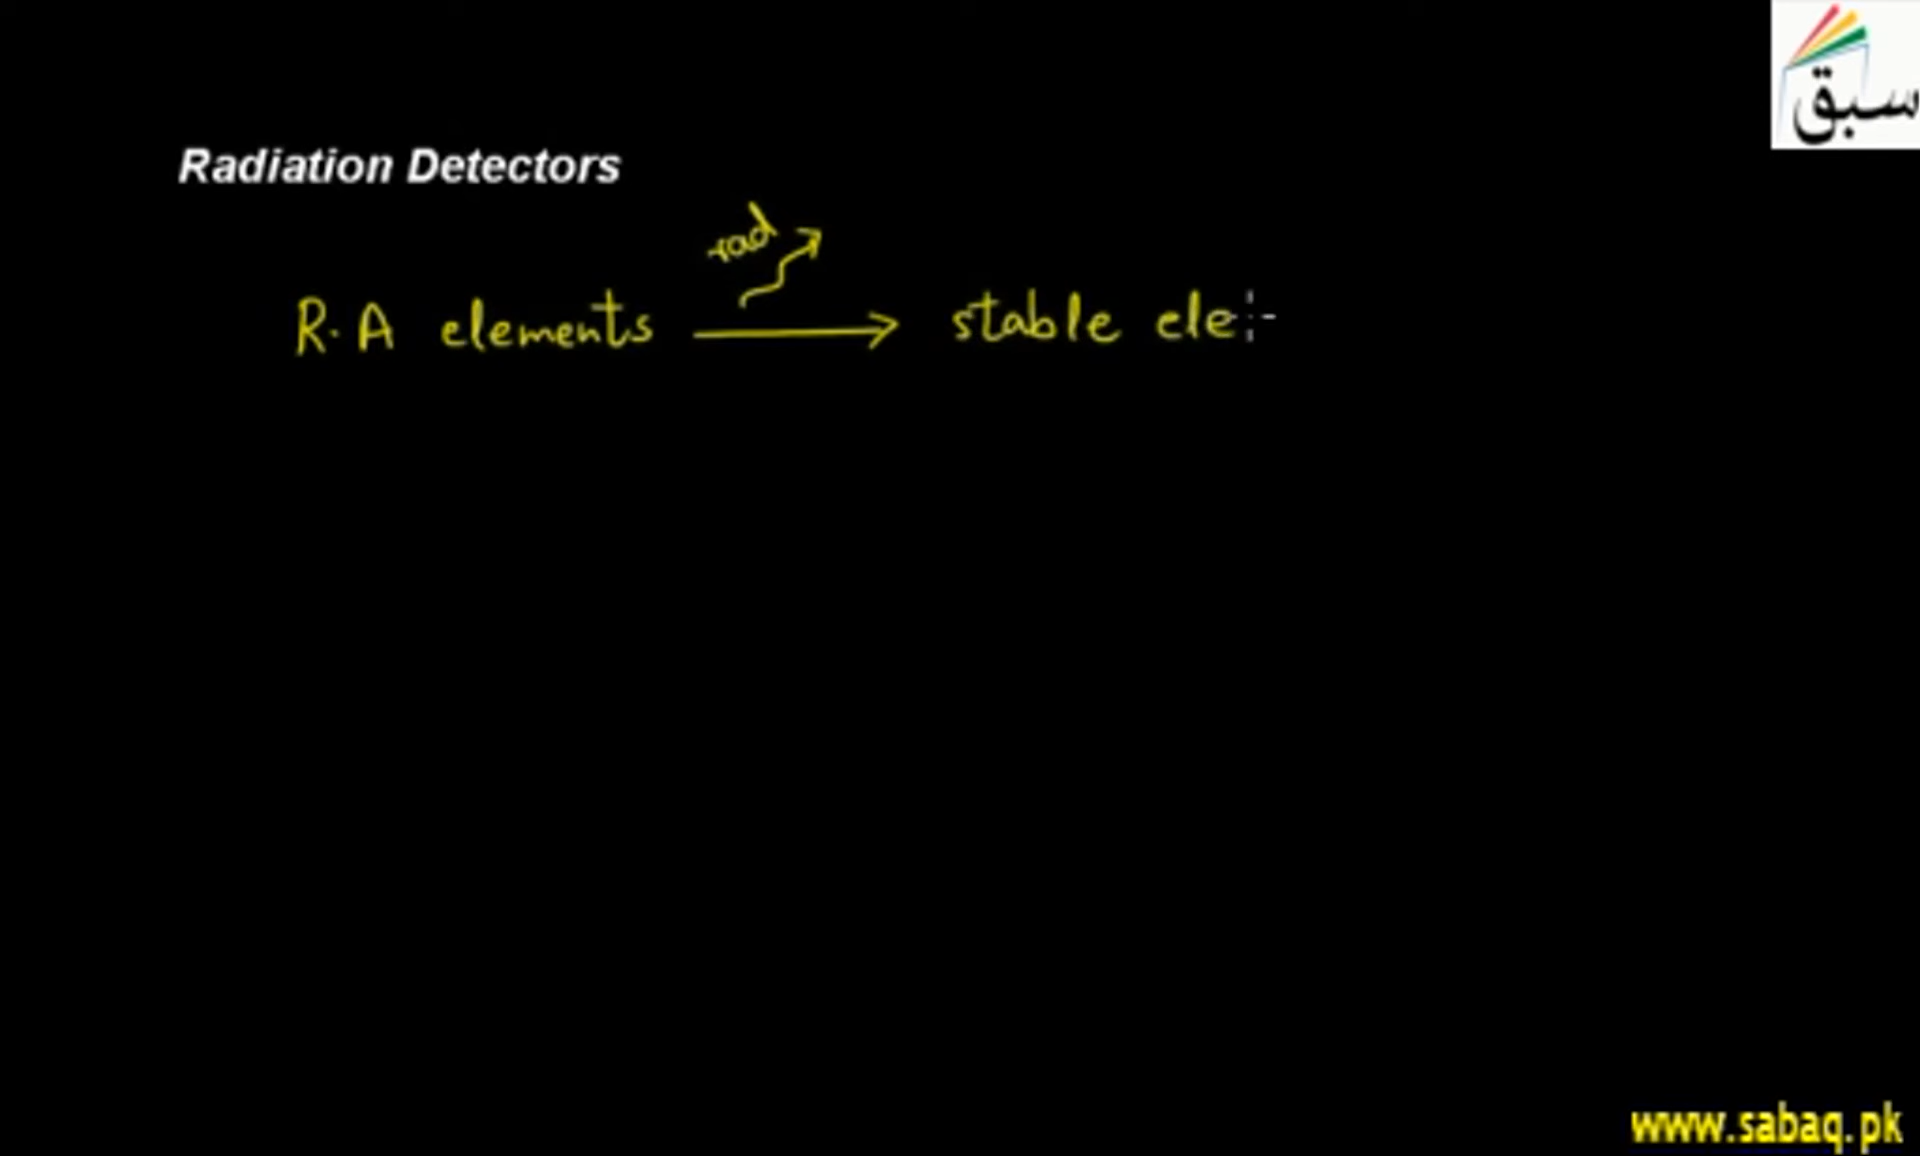 سبق
Radiation Detectors
rad
R.A elements → stable ele
www.sabaq.pk